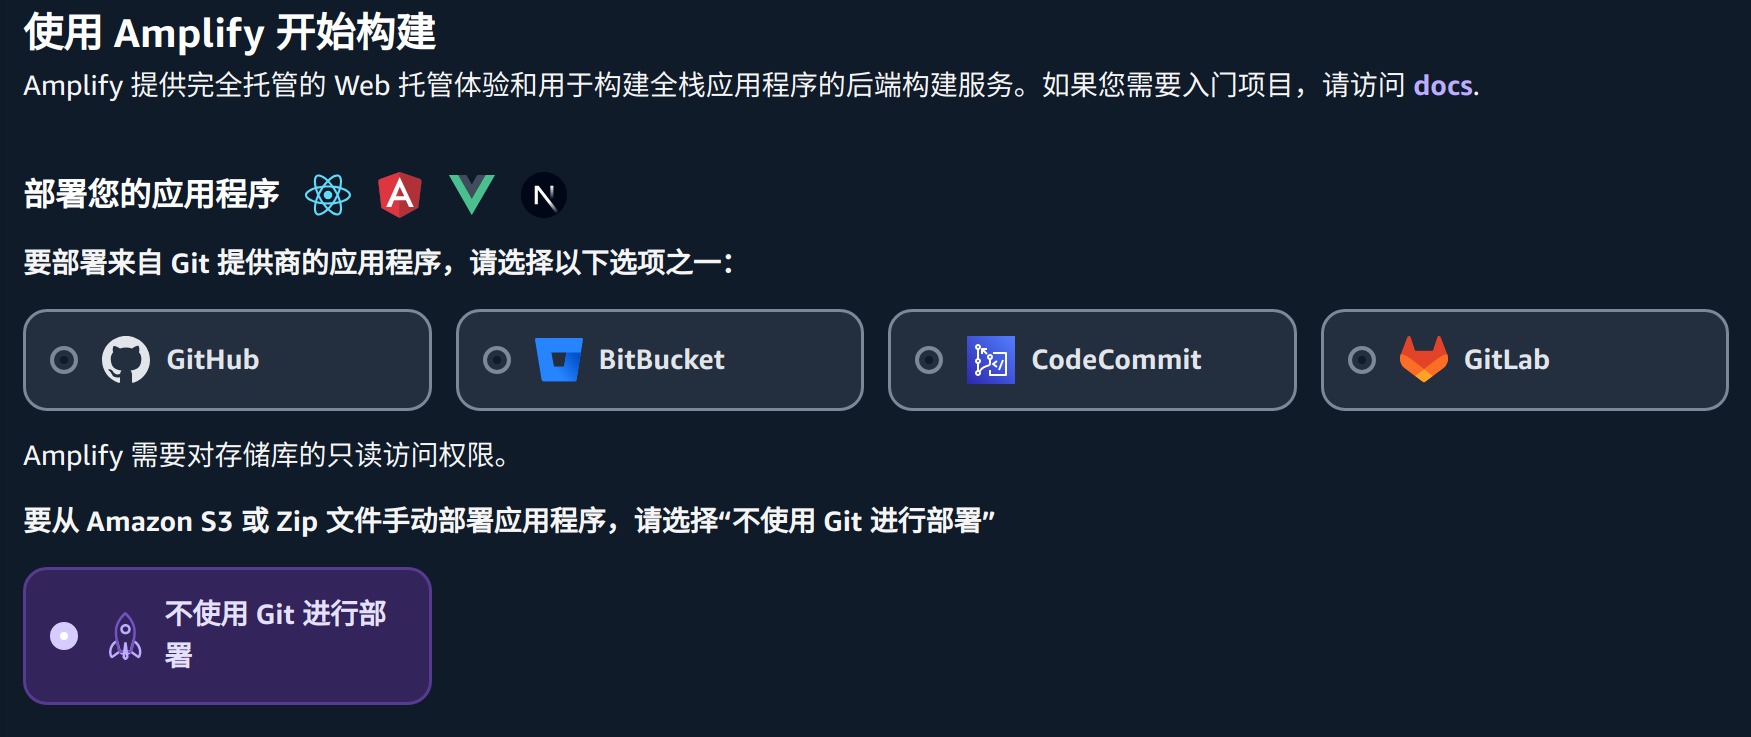 使用 Amplify 开始构建
Amplify 提供完全托管的 Web 托管体验和用于构建全栈应用程序的后端构建服务。如果您需要入门项目，请访问 docs.
部署您的应用程序
要部署来自 Git 提供商的应用程序，请选择以下选项之一：
GitHub
BitBucket
CodeCommit
GitLab
Amplify 需要对存储库的只读访问权限。
要从 Amazon S3 或 Zip 文件手动部署应用程序，请选择“不使用 Git 进行部署”
不使用 Git 进行部
署